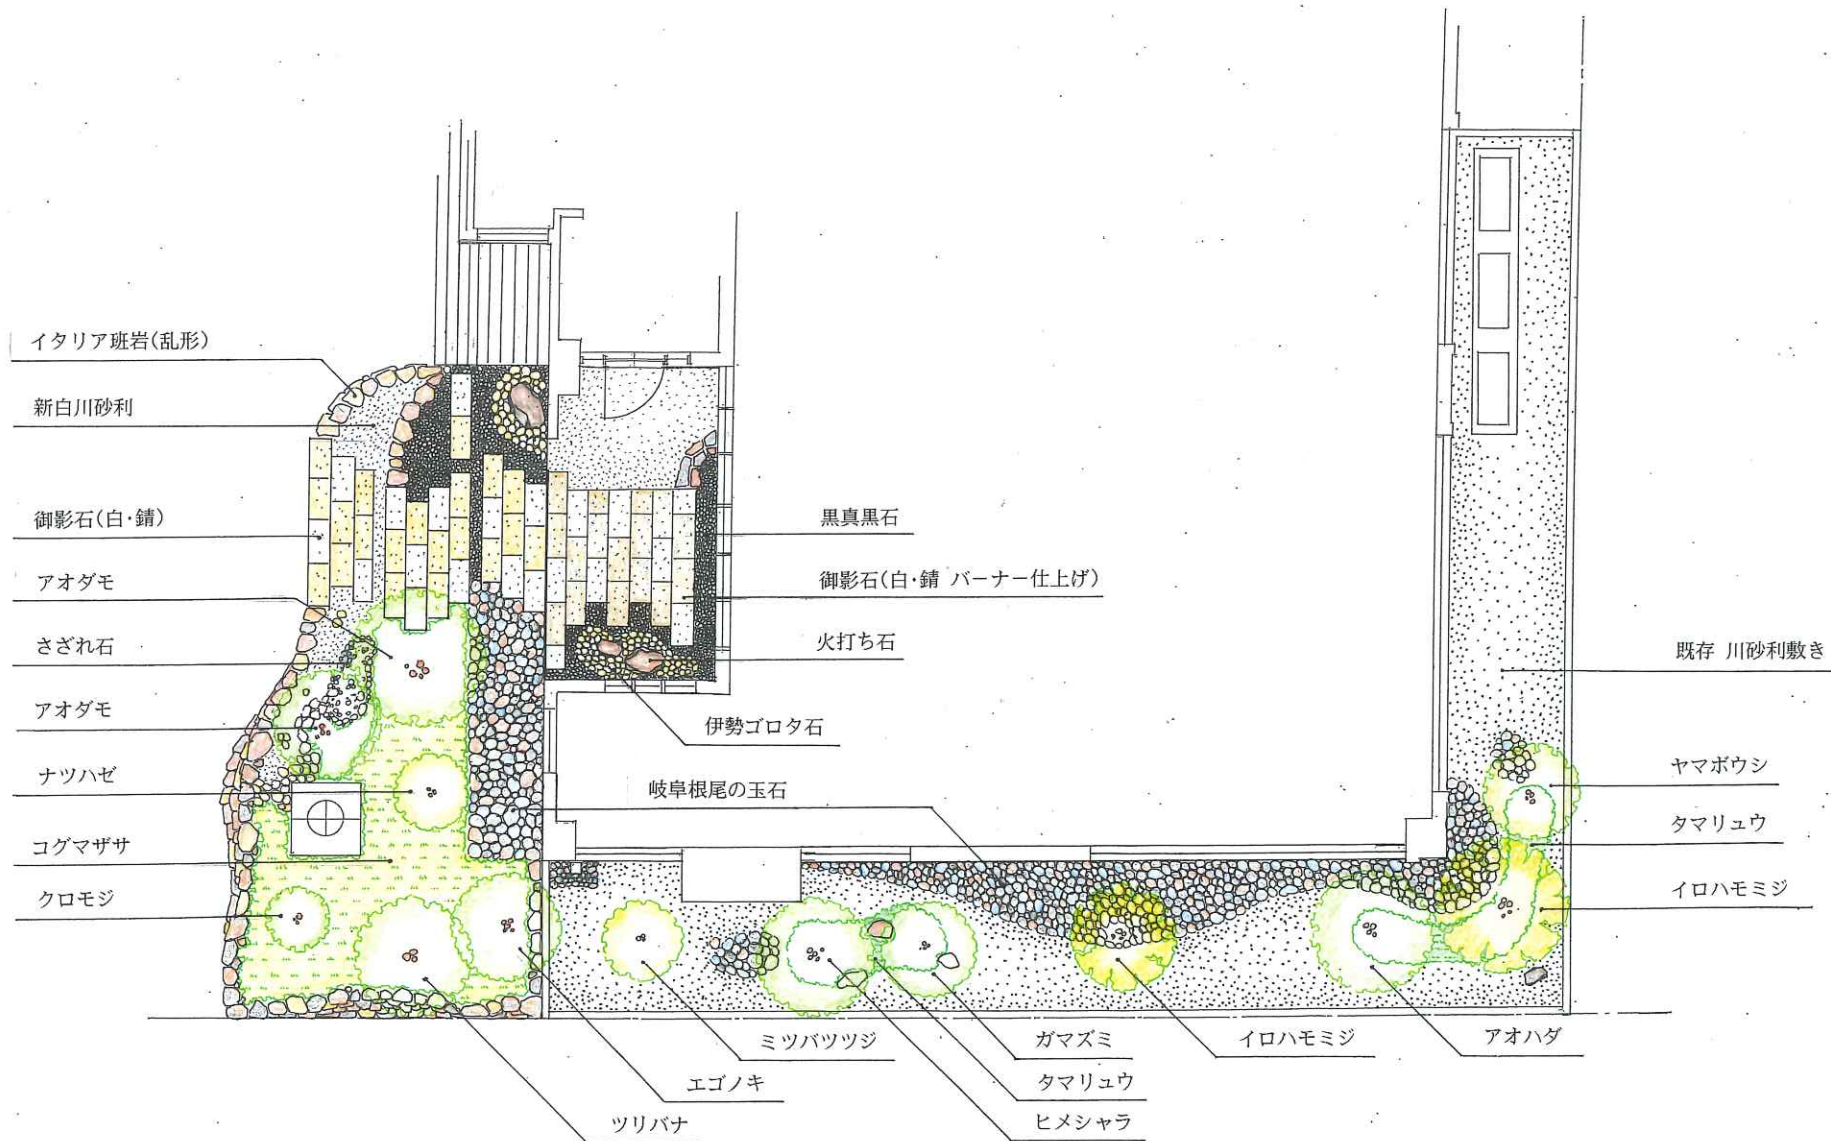 イタリア班岩(乱形)
新白川砂利
御影石(白・錆)
アオダモ
さざれ石
アオダモ
ナツハゼ
コグマザサ
クロモジ
黒真黒石
御影石(白・錆 バーナー仕上げ)
火打ち石
伊勢ゴロタ石
岐阜根尾の玉石
既存 川砂利敷き
ヤマボウシ
タマリュウ
イロハモミジ
ミツバツツジ
エゴノキ
ツリバナ
ガマズミ
タマリュウ
ヒメシャラ
イロハモミジ
アオハダ